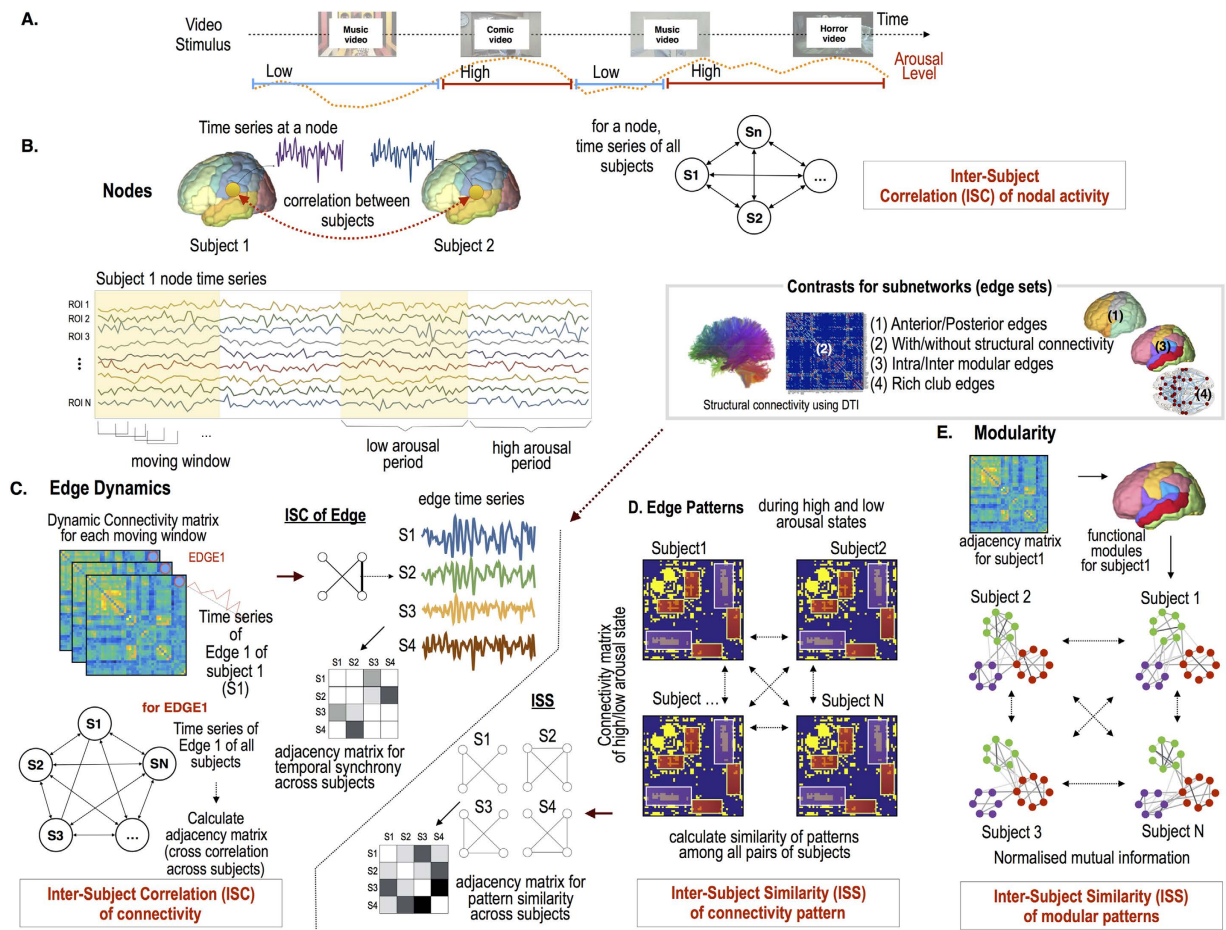 A.
Video
Stimulus
Music
video
Comic
video
Music
video
Horror
video
Time
Arousal
Level
Low
High
Low
High
B.
Time series at a node
Nodes
correlation between
subjects
Subject 1
Subject 2
for a node,
time series of all
subjects
Sn
S1
...
S2
Inter-Subject
Correlation (ISC) of nodal activity
Subject 1 node time series
ROI 1
ROI 2
ROI 3
...
ROI N
...
moving window
low arousal
period
high arousal
period
Contrasts for subnetworks (edge sets)
(1) Anterior/Posterior edges
(2) With/without structural connectivity
(3) Intra/Inter modular edges
(4) Rich club edges
(2)
(1)
(3)
(4)
Structural connectivity using DTI
C. Edge Dynamics
Dynamic Connectivity matrix
for each moving window
EDGE1
Time series
of
Edge 1 of
subject 1
(S1)
for EDGE1
Time series of
Edge 1 of all
subjects
S1
S2
SN
S3
...
Calculate
adjacency matrix
(cross correlation
across subjects)
Inter-Subject Correlation (ISC)
of connectivity
ISC of Edge
edge time series
S1
S2
S3
S4
S1 S2 S3 S4
S1
S2
S3
S4
adjacency matrix for
temporal synchrony
across subjects
ISS
S1
S2
S3
S4
S1 S2 S3 S4
S1
S2
S3
S4
adjacency matrix for
pattern similarity
across subjects
D. Edge Patterns
during high and low
arousal states
Subject1
Subject2
Subject ...
Subject N
Connectivity matrix
of high/low arousal state
calculate similarity of patterns
among all pairs of subjects
Inter-Subject Similarity (ISS)
of connectivity pattern
E. Modularity
adjacency matrix
for subject1
functional
modules
for subject1
Subject 2
Subject 1
Subject 3
Subject N
Normalised mutual information
Inter-Subject Similarity (ISS)
of modular patterns